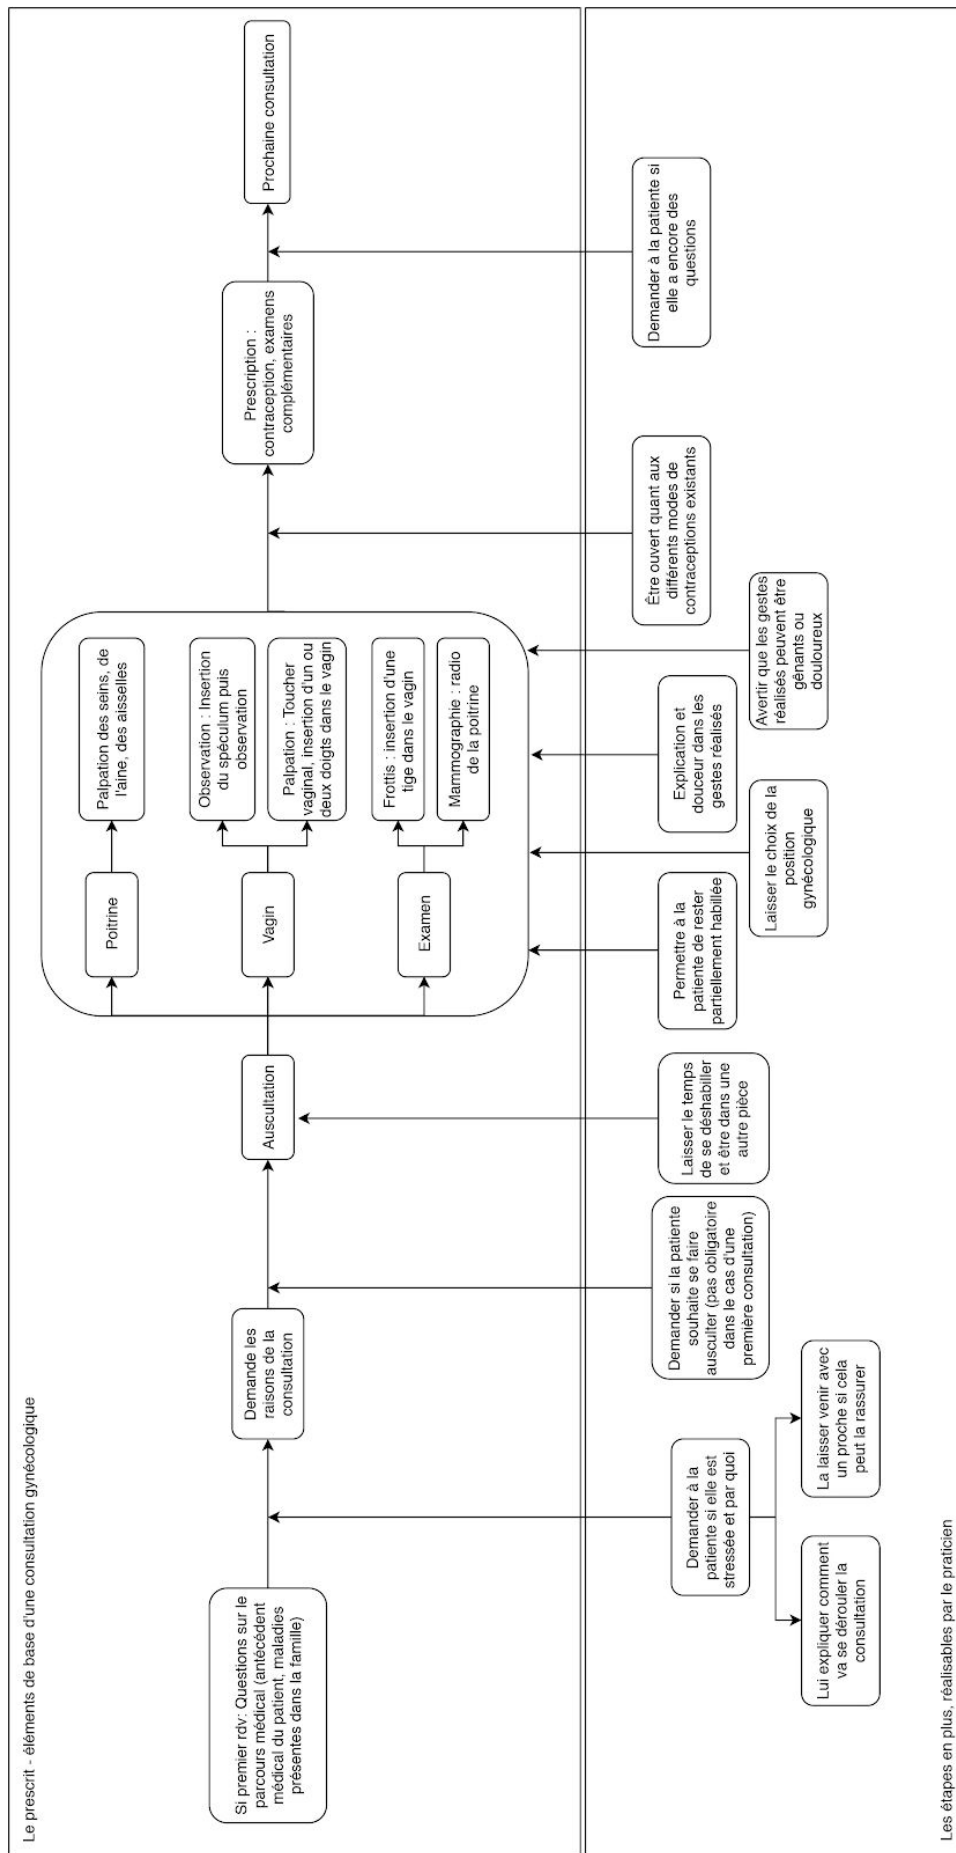 Le prescrit - éléments de base d'une consultation gynécologique
Si premier rdv: Questions sur le
parcours médical (antécédent
médical du patient, maladies
présentes dans la famille)
Demande les
raisons de la
consultation
Auscultation
Poitrine
Palpation des seins, de
l'aine, des aisselles
Vagin
Observation : Insertion
du spéculum puis
observation
Palpation : Toucher
vaginal, insertion d'un ou
deux doigts dans le vagin
Examen
Frottis : insertion d'une
tige dans le vagin
Mammographie : radio
de la poitrine
Prescription :
contraception, examens
complémentaires
Prochaine consultation
Demander à la
patiente si elle est
stressée et par quoi
Lui expliquer comment
va se dérouler la
consultation
La laisser venir avec
un proche si cela
peut la rassurer
Demander si la patiente
souhaite se faire
ausculter (pas obligatoire
dans le cas d'une
première consultation)
Laisser le temps
de se déshabiller
et être dans une
autre pièce
Permettre à la
patiente de rester
partiellement habillée
Laisser le choix de la
position
gynécologique
Explication et
douceur dans les
gestes réalisés
Avertir que les gestes
réalisés peuvent être
gênants ou
douloureux
Être ouvert quant aux
différents modes de
contraceptions existants
Demander à la patiente si
elle a encore des
questions
Les étapes en plus, réalisables par le praticien